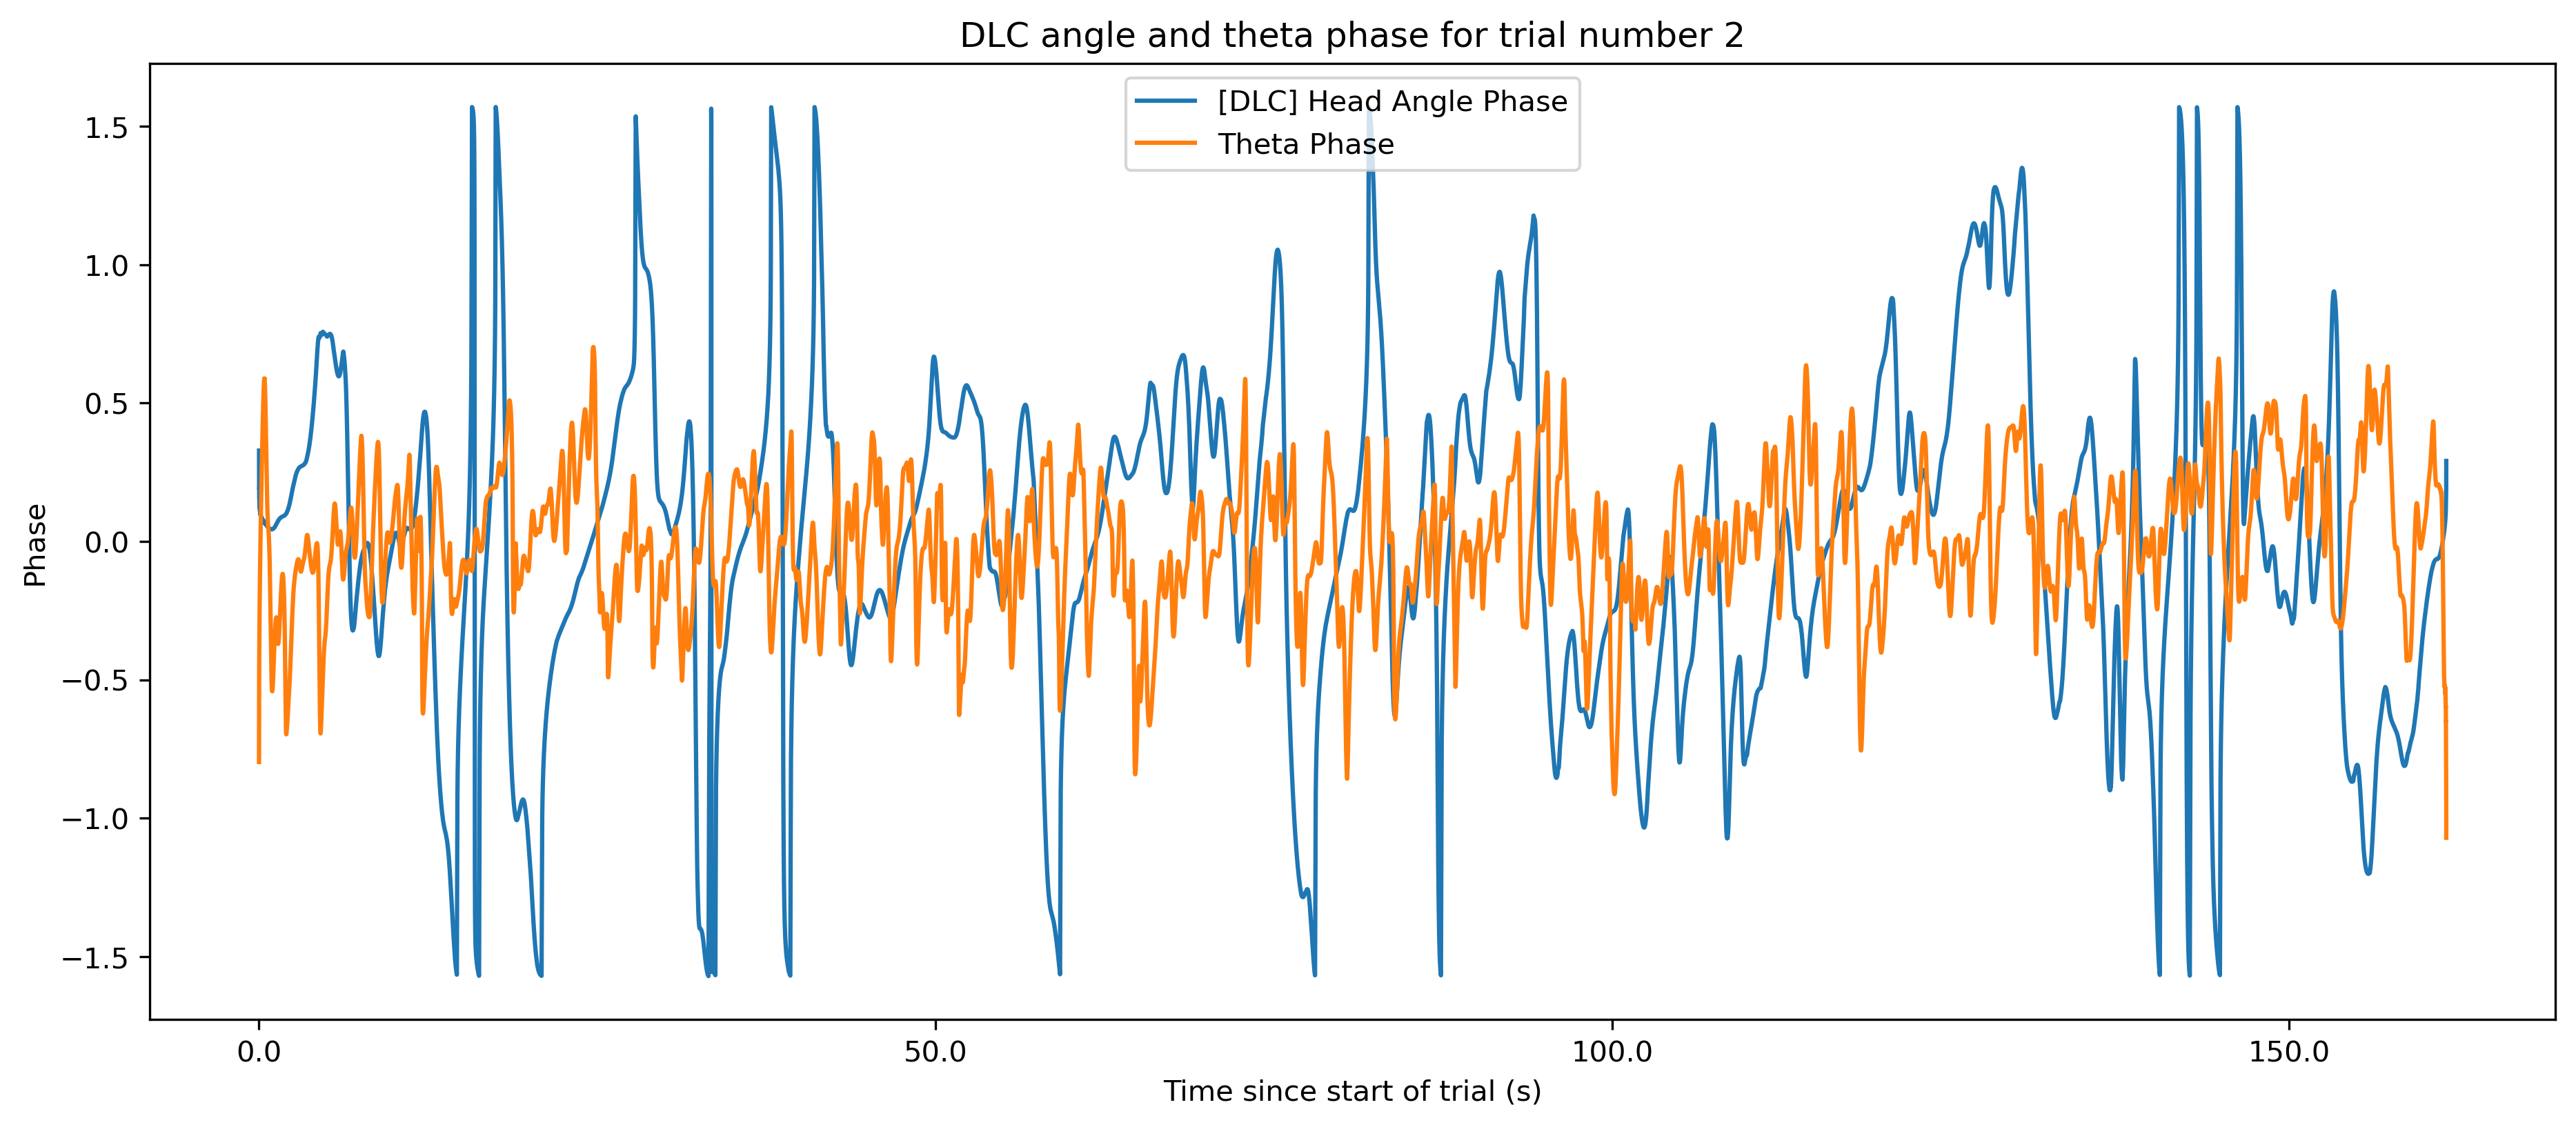 DLC angle and theta phase for trial number 2
[DLC] Head Angle Phase
Theta Phase
Phase
1.5
1.0
0.5
0.0
−0.5
−1.0
−1.5
0.0 50.0 100.0 150.0
Time since start of trial (s)